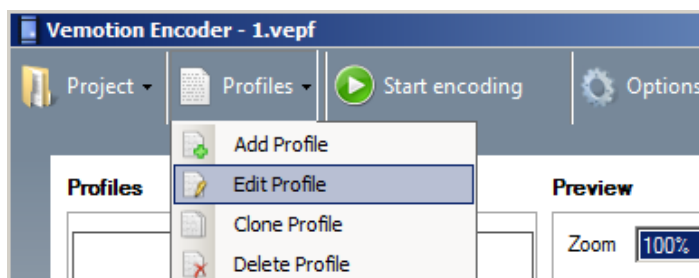 Vemotion Encoder - 1.vepf
Project Profiles Start encoding Options
Add Profile
Profiles Edit Profile Preview
Clone Profile
Zoom 100%
Delete Profile